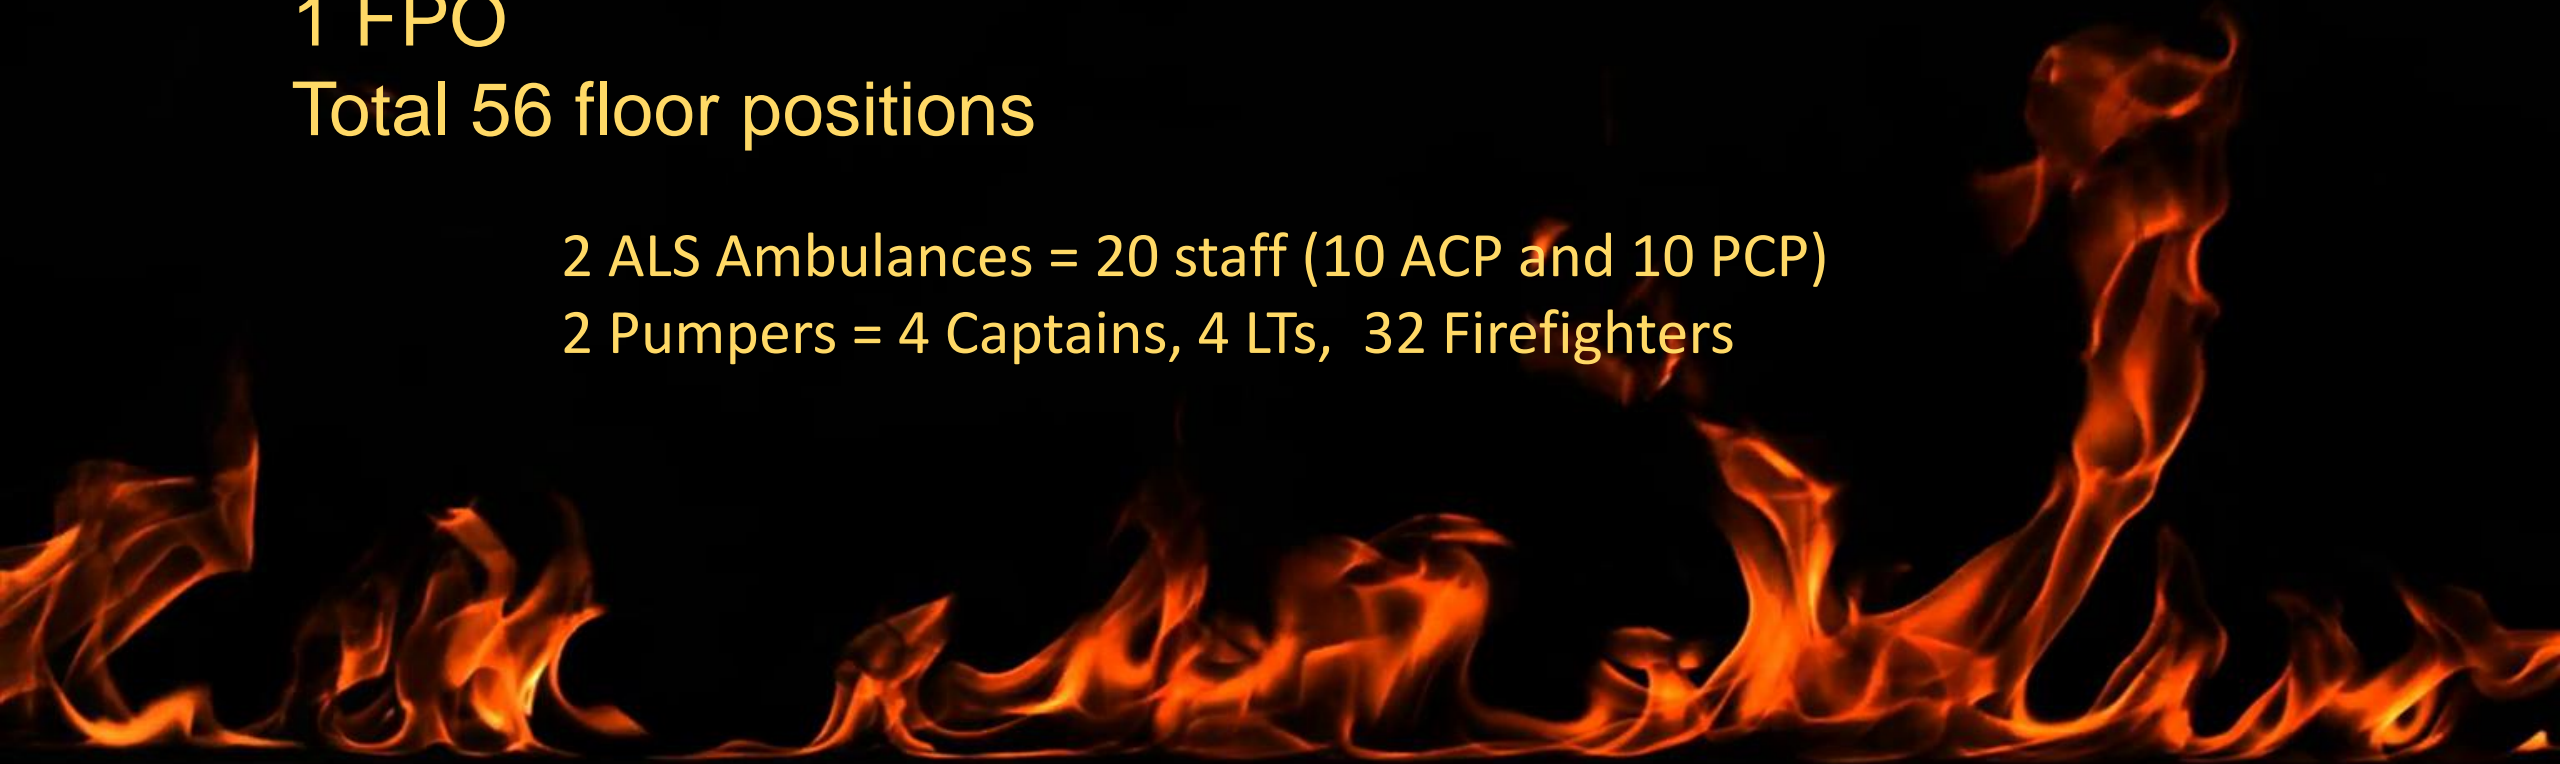 1 FPO
Total 56 floor positions
2 ALS Ambulances = 20 staff (10 ACP and 10 PCP)
2 Pumpers = 4 Captains, 4 LTs,  32 Firefighters